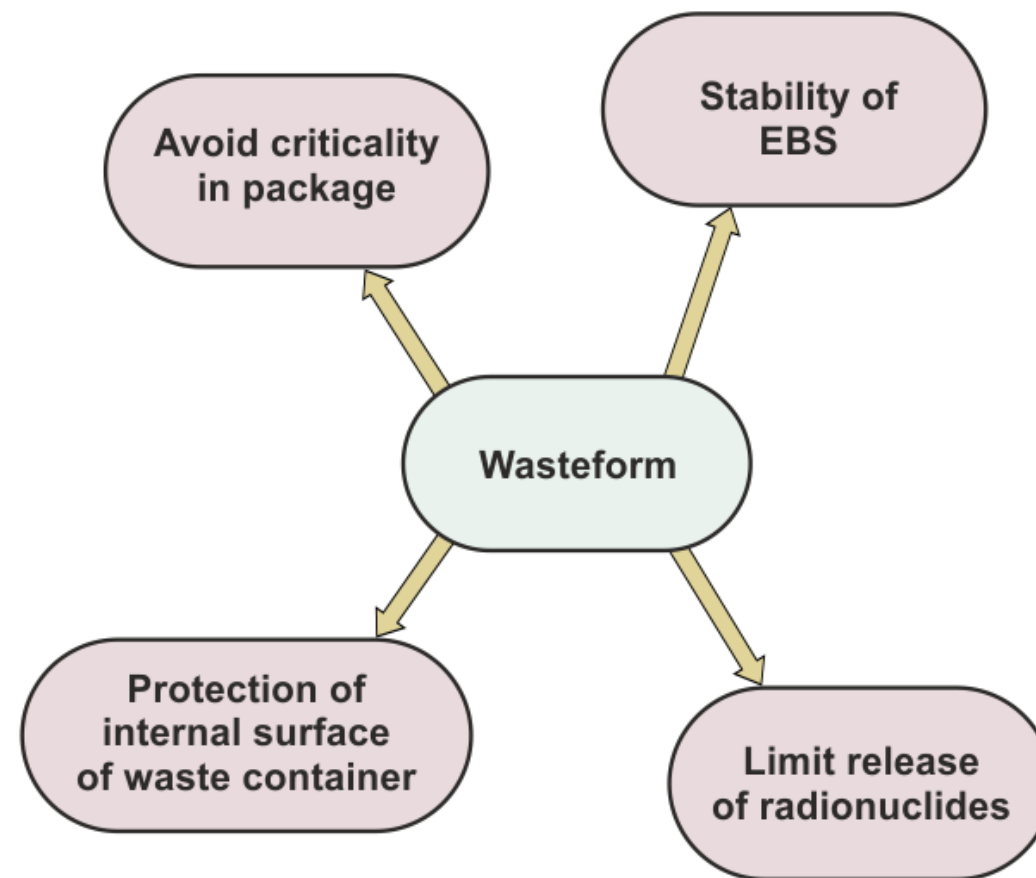 Avoid criticality
in package
Stability of
EBS
Wasteform
Protection of
internal surface
of waste container
Limit release
of radionuclides